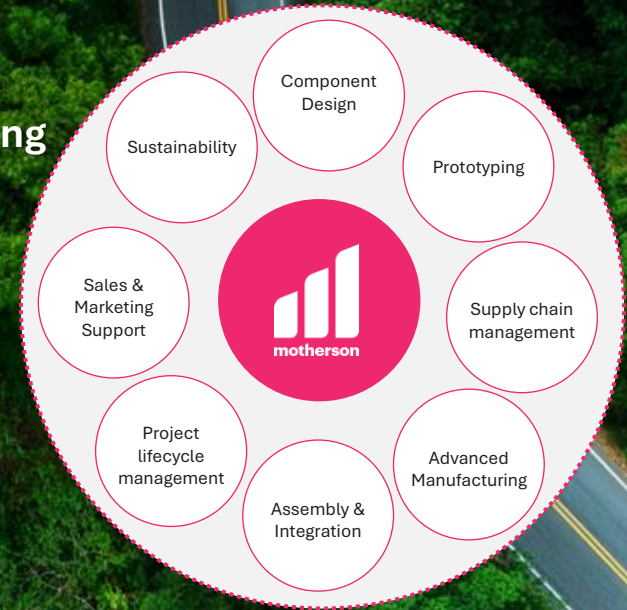 ng
Component
Design
Prototyping
Supply chain
management
Advanced
Manufacturing
Assembly &
Integration
Project
lifecycle
management
Sales &
Marketing
Support
Sustainability
motherson